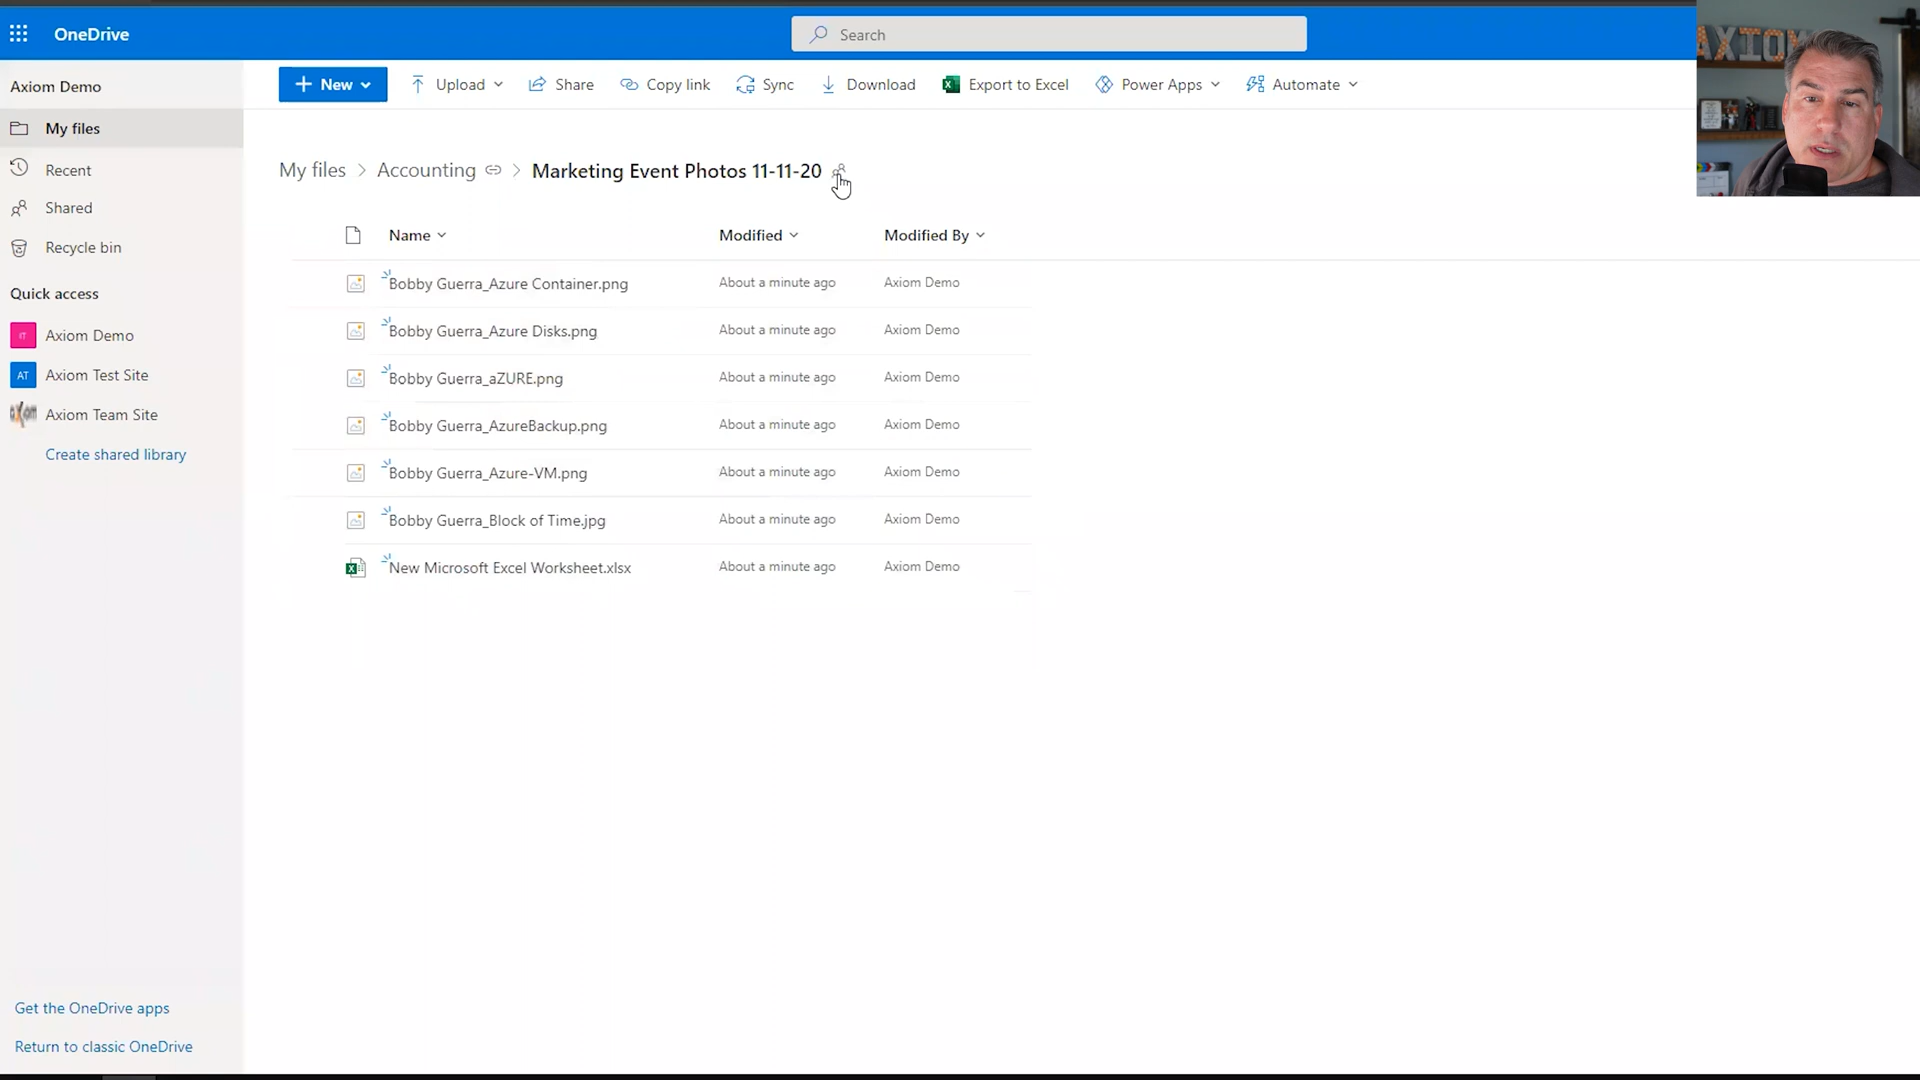 OneDrive
Search
AXIOM
Axiom Demo
New
Upload
Share
Copy link
Sync
Download
Export to Excel
Power Apps
Automate
My files
Recent
Shared
Recycle bin
Quick access
IT
Axiom Demo
AT
Axiom Test Site
axiom
Axiom Team Site
Create shared library
My files > Accounting > Marketing Event Photos 11-11-20
Name Modified Modified By
Bobby Guerra_Azure Container.png About a minute ago Axiom Demo
Bobby Guerra_Azure Disks.png About a minute ago Axiom Demo
Bobby Guerra_aZURE.png About a minute ago Axiom Demo
Bobby Guerra_AzureBackup.png About a minute ago Axiom Demo
Bobby Guerra_Azure-VM.png About a minute ago Axiom Demo
Bobby Guerra_Block of Time.jpg About a minute ago Axiom Demo
New Microsoft Excel Worksheet.xlsx About a minute ago Axiom Demo
Get the OneDrive apps
Return to classic OneDrive